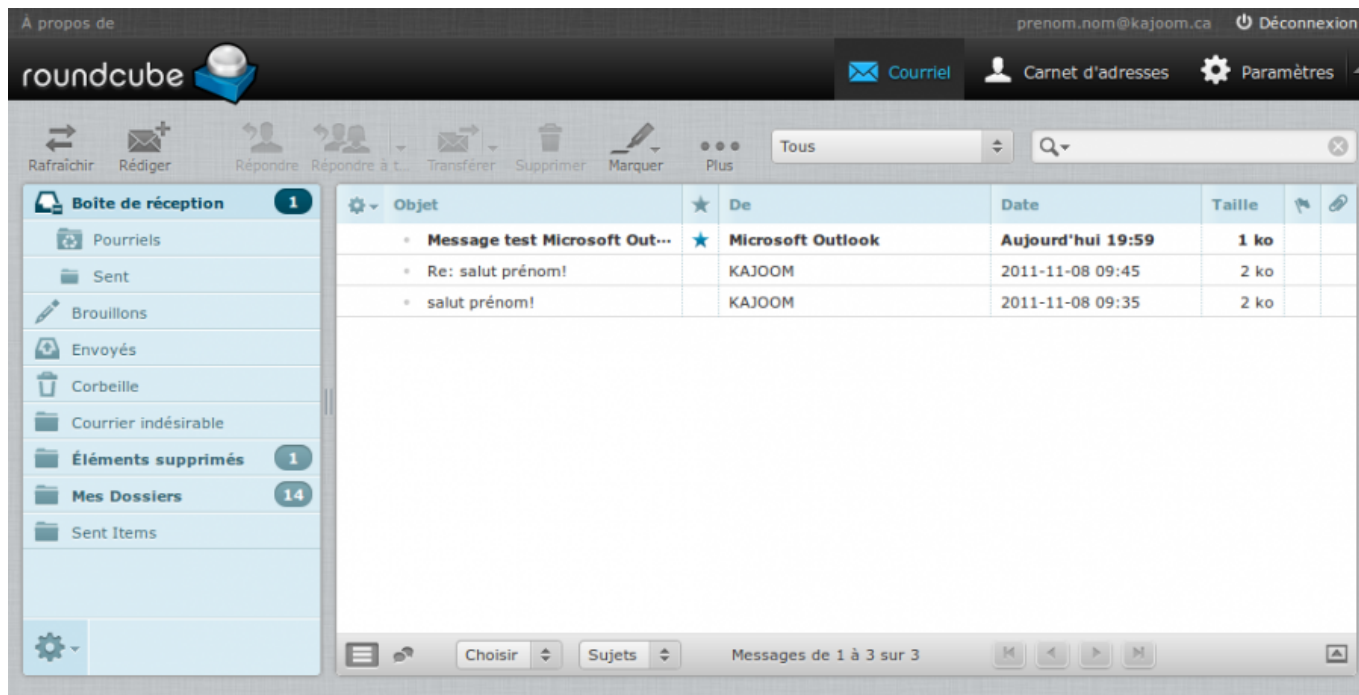 À propos de prenom.nom@kajoom.ca Déconnexion
roundcube Courriel Carnet d'adresses Paramètres
Rafraîchir Rédiger Répondre Répondre à t... Transférer Supprimer Marquer Plus Tous
Boîte de réception 1
Pourriels
Sent
Brouillons
Envoyés
Corbeille
Courrier indésirable
Éléments supprimés 1
Mes Dossiers 14
Sent Items
Objet De Date Taille
Message test Microsoft Out... Microsoft Outlook Aujourd'hui 19:59 1 ko
Re: salut prénom! KAJOOM 2011-11-08 09:45 2 ko
salut prénom! KAJOOM 2011-11-08 09:35 2 ko
Choisir Sujets Messages de 1 à 3 sur 3